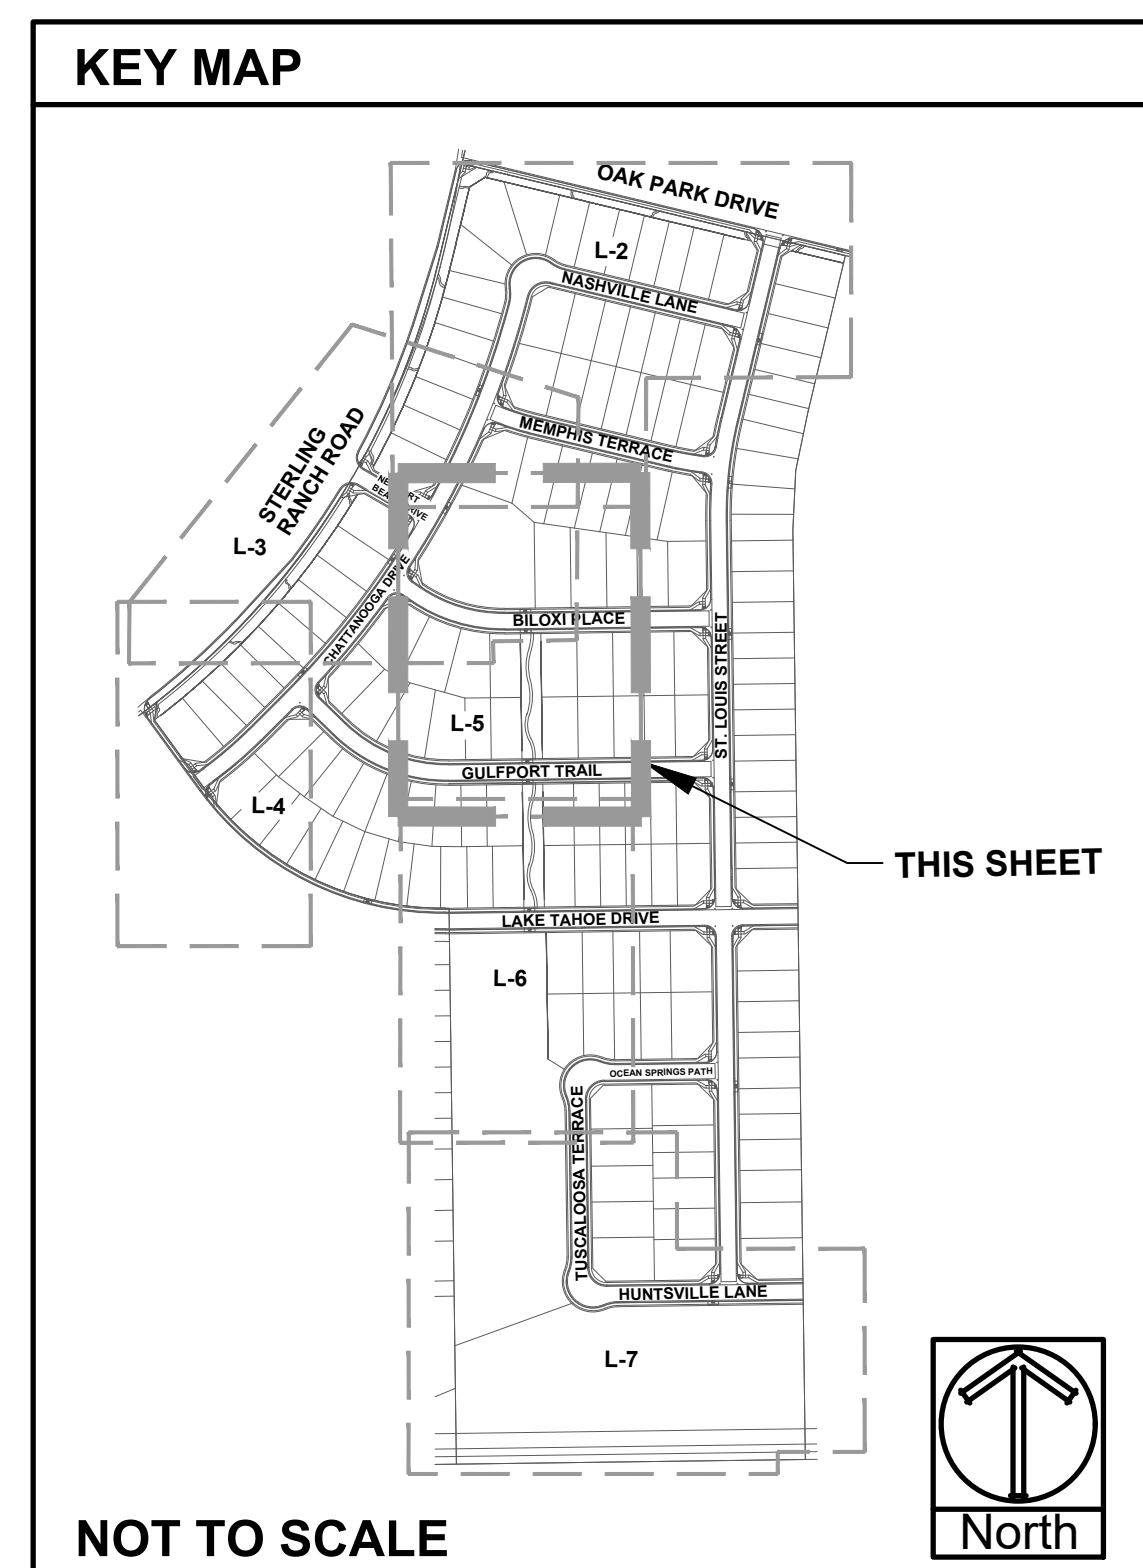 KEY MAP
OAK PARK DRIVE
L-2
NASHVILLE LANE
MEMPHIS TERRACE
STERLING
RANCH ROAD
L-3
CHATTANOOGA DRIVE
BILOXI PLACE
ST. LOUIS STREET
L-5
GULFPORT TRAIL
L-4
THIS SHEET
LAKE TAHOE DRIVE
L-6
OCEAN SPRINGS PATH
TUSCALOOSA TERRACE
HUNTSVILLE LANE
L-7
NOT TO SCALE
North